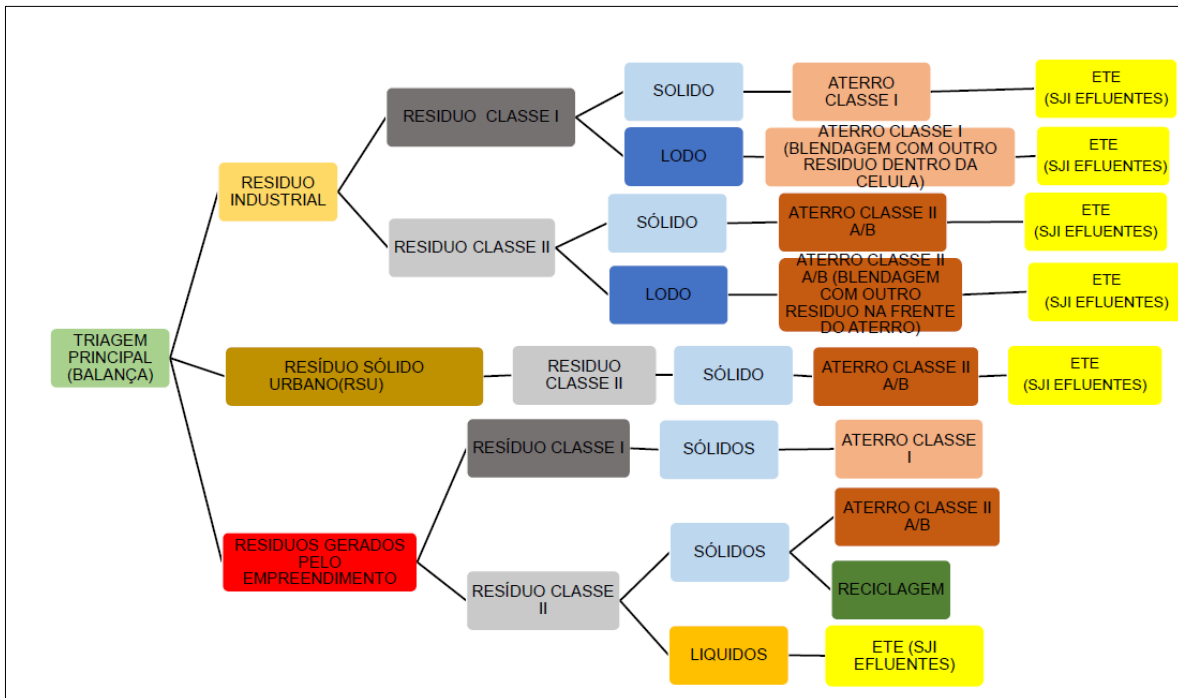 SOLIDO
ATERRO
CLASSE I
ETE
(SJI EFLUENTES)
RESIDUO CLASSE I
LODO
ATERRO CLASSE I
(BLENDAGEM COM OUTRO
RESIDUO DENTRO DA
CELULA)
ETE
(SJI EFLUENTES)
RESIDUO
INDUSTRIAL
RESIDUO CLASSE II
SÓLIDO
ATERRO CLASSE II
A/B
ETE
(SJI EFLUENTES)
LODO
ATERRO CLASSE II
A/B (BLENDAGEM
COM OUTRO
RESIDUO NA FRENTE
DO ATERRO)
ETE
(SJI EFLUENTES)
TRIAGEM
PRINCIPAL
(BALANÇA)
RESÍDUO SÓLIDO
URBANO(RSU)
RESIDUO
CLASSE II
SÓLIDO
ATERRO CLASSE II
A/B
ETE
(SJI EFLUENTES)
RESÍDUO CLASSE I
SÓLIDOS
ATERRO CLASSE
I
RESIDUOS GERADOS
PELO
EMPREENDIMENTO
RESÍDUO CLASSE
II
SÓLIDOS
ATERRO CLASSE II
A/B
RECICLAGEM
LIQUIDOS
ETE (SJI
EFLUENTES)